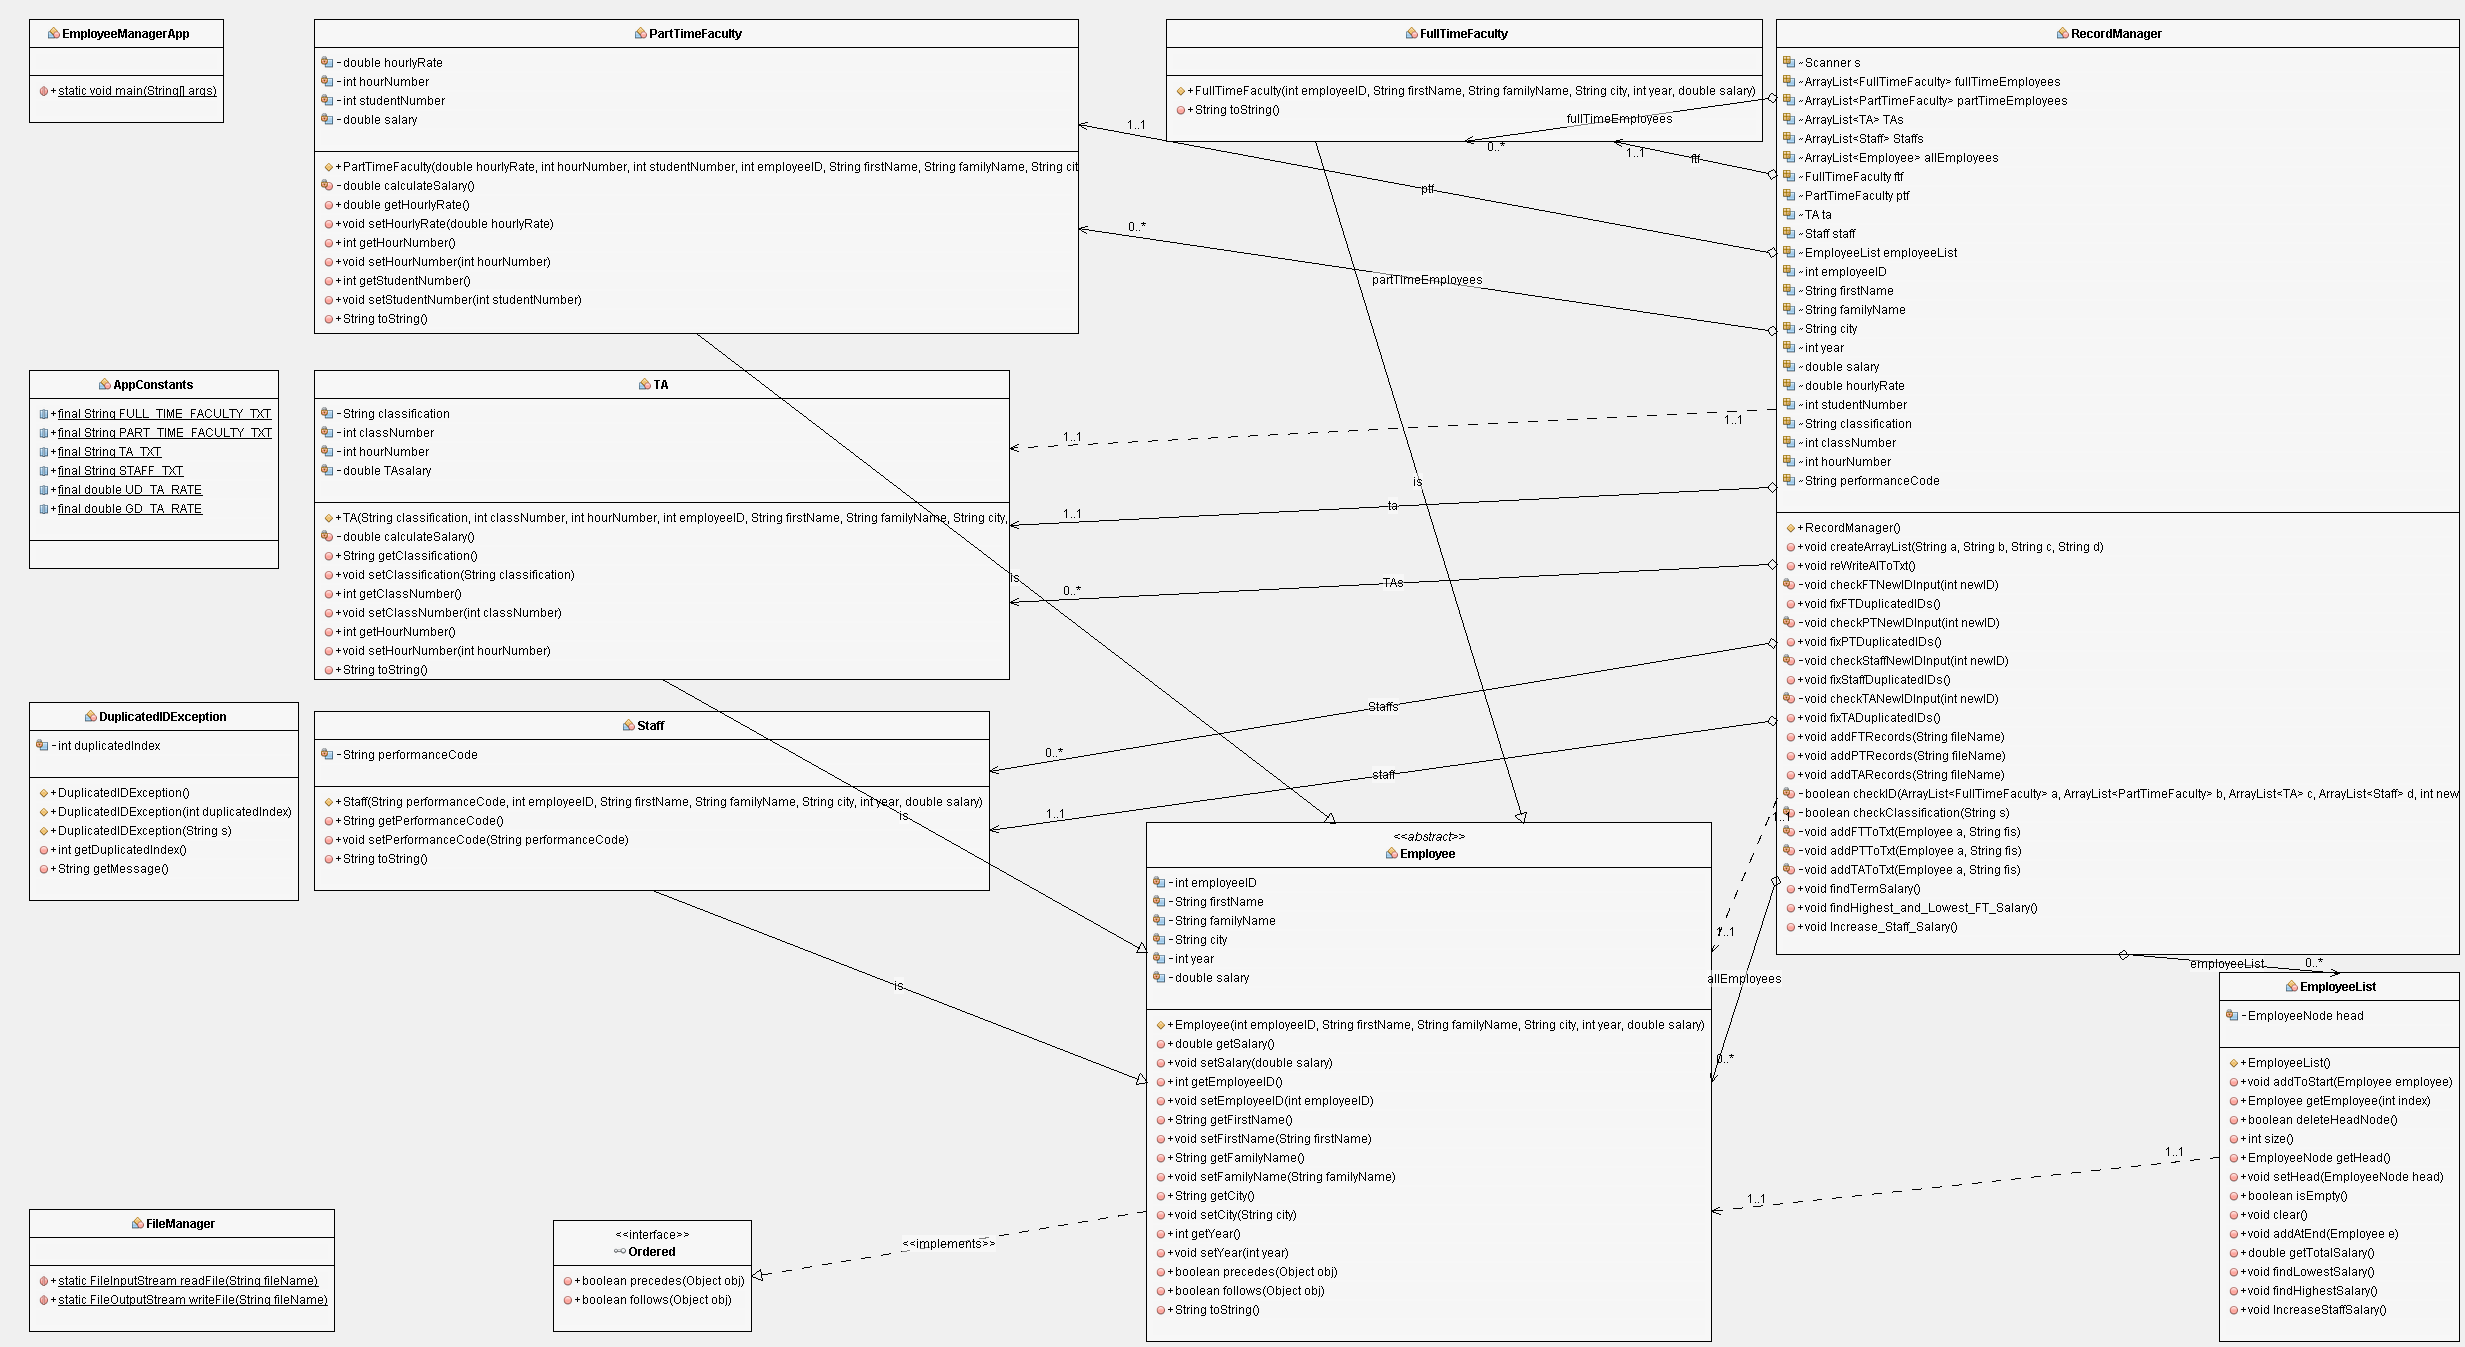 EmployeeManagerApp
+static void main(String[] args)
PartTimeFaculty
-double hourlyRate
-int hourNumber
-int studentNumber
-double salary
+PartTimeFaculty(double hourlyRate, int hourNumber, int studentNumber, int employeeID, String firstName, String familyName, String cit
-double calculateSalary()
+double getHourlyRate()
+void setHourlyRate(double hourlyRate)
+int getHourNumber()
+void setHourNumber(int hourNumber)
+int getStudentNumber()
+void setStudentNumber(int studentNumber)
+String toString()
FullTimeFaculty
+FullTimeFaculty(int employeeID, String firstName, String familyName, String city, int year, double salary)
+String toString()
RecordManager
~Scanner s
~ArrayList<FullTimeFaculty> fullTimeEmployees
~ArrayList<PartTimeFaculty> partTimeEmployees
~ArrayList<TA> TAs
~ArrayList<Staff> Staffs
~ArrayList<Employee> allEmployees
~FullTimeFaculty ftf
~PartTimeFaculty ptf
~TA ta
~Staff staff
~EmployeeList employeeList
~int employeeID
~String firstName
~String familyName
~String city
~int year
~double salary
~double hourlyRate
~int studentNumber
~String classification
~int classNumber
~int hourNumber
~String performanceCode
+RecordManager()
+void createArrayList(String a, String b, String c, String d)
+void reWriteAlToTxt()
-void checkFTNewIDInput(int newID)
+void fixFTDuplicatedIDs()
-void checkPTNewIDInput(int newID)
+void fixPTDuplicatedIDs()
-void checkStaffNewIDInput(int newID)
+void fixStaffDuplicatedIDs()
-void checkTANewIDInput(int newID)
+void fixTADuplicatedIDs()
+void addFTRecords(String fileName)
+void addPTRecords(String fileName)
+void addTARecords(String fileName)
-boolean checkID(ArrayList<FullTimeFaculty> a, ArrayList<PartTimeFaculty> b, ArrayList<TA> c, ArrayList<Staff> d, int new
-boolean checkClassification(String s)
-void addFTToTxt(Employee a, String fis)
-void addPTToTxt(Employee a, String fis)
-void addTAToTxt(Employee a, String fis)
+void findTermSalary()
+void findHighest_and_Lowest_FT_Salary()
+void Increase_Staff_Salary()
fullTimeEmployees
0..*
1..1
ftf
1..1
ptf
0..*
partTimeEmployees
1..1
1..1
is
1..1
ta
is
0..*
TAs
Staffs
0..*
staff
1..1
is
is
1..1
1..1
allEmployees
0..*
employeeList
0..*
1..1
1..1
<<implements>>
AppConstants
+final String FULL_TIME_FACULTY_TXT
+final String PART_TIME_FACULTY_TXT
+final String TA_TXT
+final String STAFF_TXT
+final double UD_TA_RATE
+final double GD_TA_RATE
TA
-String classification
-int classNumber
-int hourNumber
-double TAsalary
+TA(String classification, int classNumber, int hourNumber, int employeeID, String firstName, String familyName, String city,
-double calculateSalary()
+String getClassification()
+void setClassification(String classification)
+int getClassNumber()
+void setClassNumber(int classNumber)
+int getHourNumber()
+void setHourNumber(int hourNumber)
+String toString()
DuplicatedIDException
-int duplicatedIndex
+DuplicatedIDException()
+DuplicatedIDException(int duplicatedIndex)
+DuplicatedIDException(String s)
+int getDuplicatedIndex()
+String getMessage()
Staff
-String performanceCode
+Staff(String performanceCode, int employeeID, String firstName, String familyName, String city, int year, double salary)
+String getPerformanceCode()
+void setPerformanceCode(String performanceCode)
+String toString()
<<abstract>>
Employee
-int employeeID
-String firstName
-String familyName
-String city
-int year
-double salary
+Employee(int employeeID, String firstName, String familyName, String city, int year, double salary)
+double getSalary()
+void setSalary(double salary)
+int getEmployeeID()
+void setEmployeeID(int employeeID)
+String getFirstName()
+void setFirstName(String firstName)
+String getFamilyName()
+void setFamilyName(String familyName)
+String getCity()
+void setCity(String city)
+int getYear()
+void setYear(int year)
+boolean precedes(Object obj)
+boolean follows(Object obj)
+String toString()
EmployeeList
-EmployeeNode head
+EmployeeList()
+void addToStart(Employee employee)
+Employee getEmployee(int index)
+boolean deleteHeadNode()
+int size()
+EmployeeNode getHead()
+void setHead(EmployeeNode head)
+boolean isEmpty()
+void clear()
+void addAtEnd(Employee e)
+double getTotalSalary()
+void findLowestSalary()
+void findHighestSalary()
+void IncreaseStaffSalary()
FileManager
+static FileInputStream readFile(String fileName)
+static FileOutputStream writeFile(String fileName)
<<interface>>
Ordered
+boolean precedes(Object obj)
+boolean follows(Object obj)